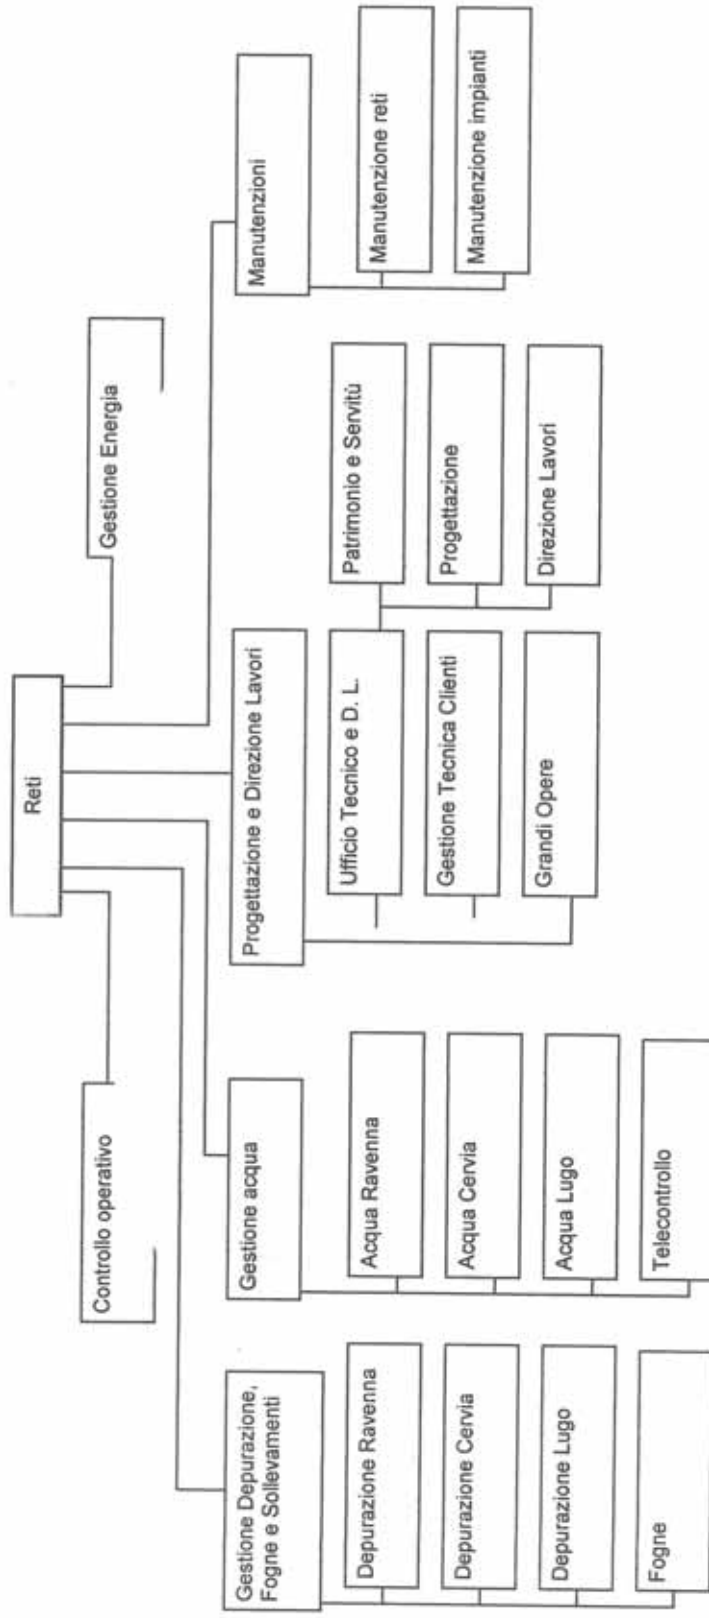 Reti
Controllo operativo
Gestione Energia
Gestione Depurazione,
Fogne e Sollevamenti
Depurazione Ravenna
Depurazione Cervia
Depurazione Lugo
Fogne
Gestione acqua
Acqua Ravenna
Acqua Cervia
Acqua Lugo
Telecontrollo
Progettazione e Direzione Lavori
Ufficio Tecnico e D. L.
Gestione Tecnica Clienti
Grandi Opere
Patrimonio e Servitù
Progettazione
Direzione Lavori
Manutenzioni
Manutenzione reti
Manutenzione impianti